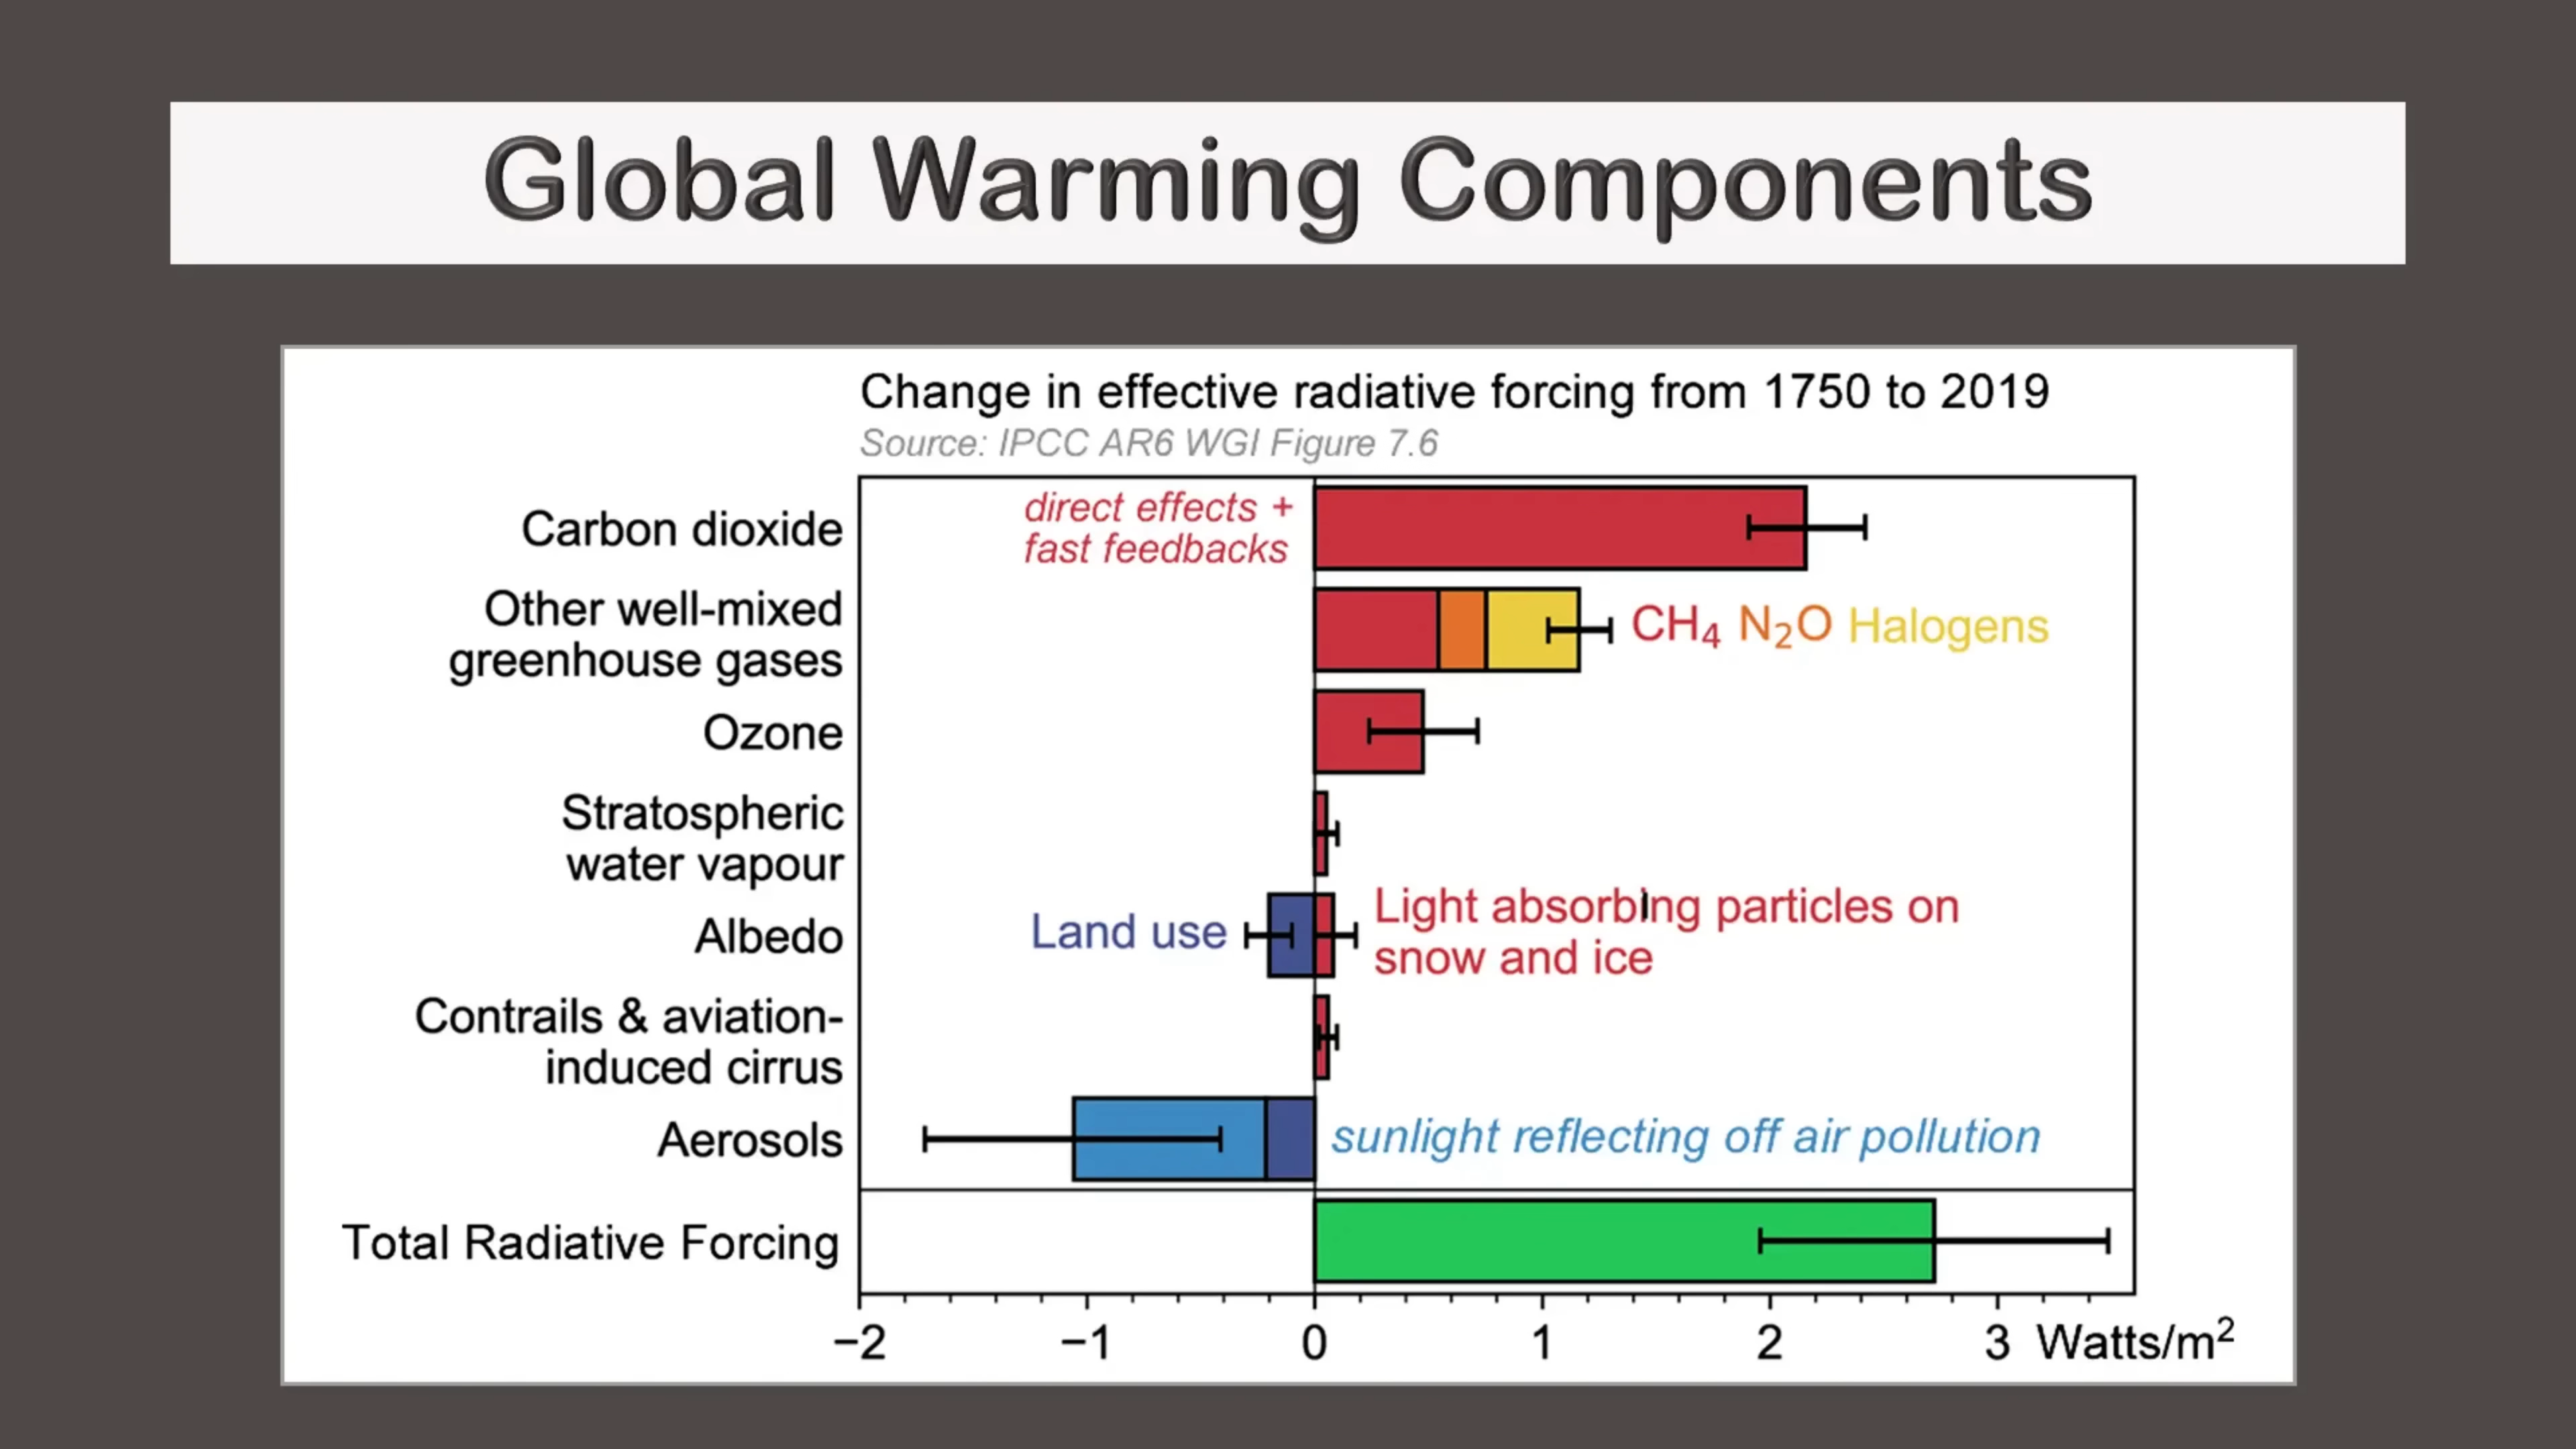 Global Warming Components
Change in effective radiative forcing from 1750 to 2019
Source: IPCC AR6 WGI Figure 7.6
Carbon dioxide
direct effects +
fast feedbacks
Other well-mixed
greenhouse gases
CH₄ N₂O Halogens
Ozone
Stratospheric
water vapour
Albedo
Land use
Light absorbing particles on
snow and ice
Contrails & aviation-
induced cirrus
Aerosols
sunlight reflecting off air pollution
Total Radiative Forcing
−2 −1 0 1 2 3 Watts/m²